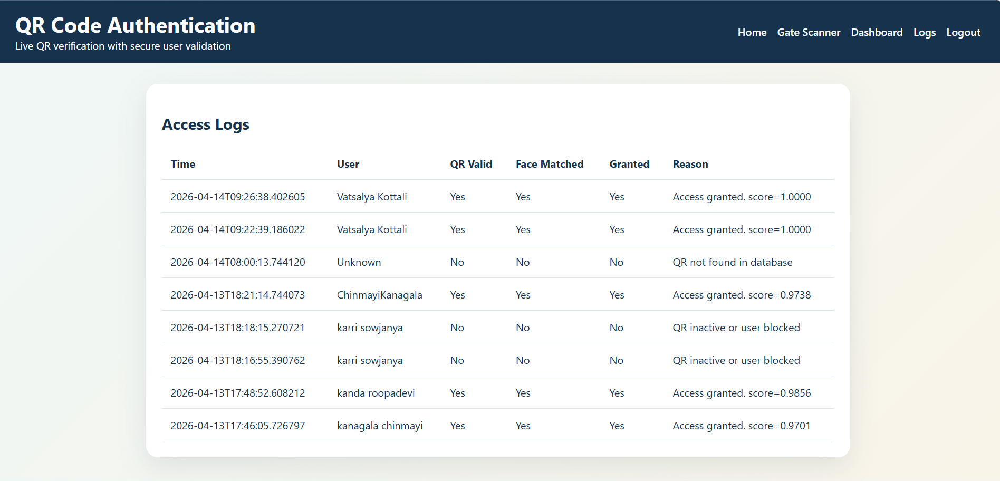 QR Code Authentication
Live QR verification with secure user validation
Home Gate Scanner Dashboard Logs Logout
Access Logs
Time User QR Valid Face Matched Granted Reason
2026-04-14T09:26:38.402605 Vatsalya Kottali Yes Yes Yes Access granted. score=1.0000
2026-04-14T09:22:39.186022 Vatsalya Kottali Yes Yes Yes Access granted. score=1.0000
2026-04-14T08:00:13.744120 Unknown No No No QR not found in database
2026-04-13T18:21:14.744073 ChinmayiKanagala Yes Yes Yes Access granted. score=0.9738
2026-04-13T18:18:15.270721 karri sowjanya No No No QR inactive or user blocked
2026-04-13T18:16:55.390762 karri sowjanya No No No QR inactive or user blocked
2026-04-13T17:48:52.608212 kanda roopadevi Yes Yes Yes Access granted. score=0.9856
2026-04-13T17:46:05.726797 kanagala chinmayi Yes Yes Yes Access granted. score=0.9701